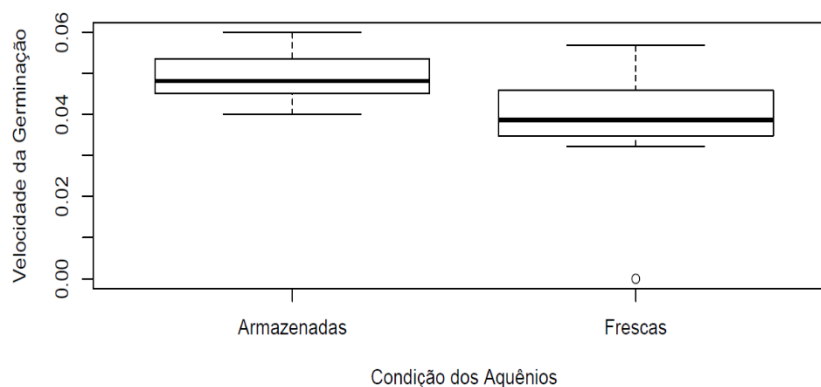 Velocidade da Germinação
0.06
0.04
0.02
0.00
Armazenadas
Frescas
Condição dos Aquênios